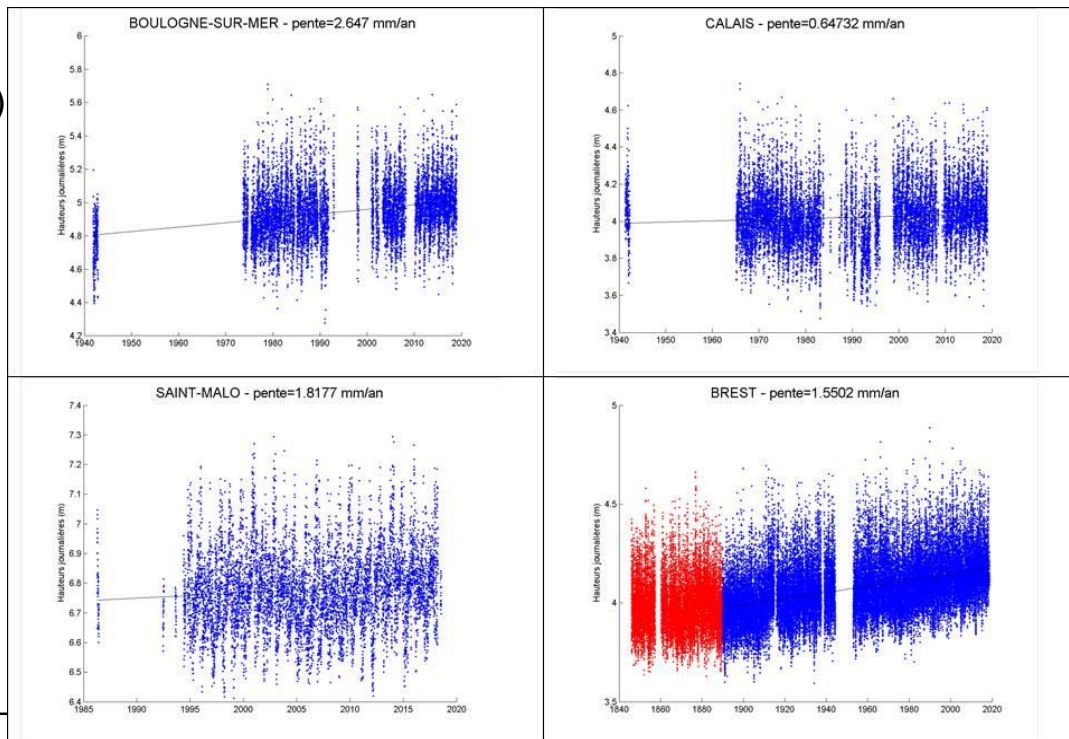 )
BOULOGNE-SUR-MER - pente=2.647 mm/an
Hauteurs journalières (m)
6
5.8
5.6
5.4
5.2
5
4.8
4.6
4.4
4.2
1940 1950 1960 1970 1980 1990 2000 2010 2020
CALAIS - pente=0.64732 mm/an
Hauteurs journalières (m)
5
4.8
4.6
4.4
4.2
4
3.8
3.6
3.4
1940 1950 1960 1970 1980 1990 2000 2010 2020
SAINT-MALO - pente=1.8177 mm/an
Hauteurs journalières (m)
7.4
7.3
7.2
7.1
7
6.9
6.8
6.7
6.6
6.5
6.4
1985 1990 1995 2000 2005 2010 2015 2020
BREST - pente=1.5502 mm/an
Hauteurs journalières (m)
5
4.5
4
3.5
1840 1860 1880 1900 1920 1940 1960 1980 2000 2020